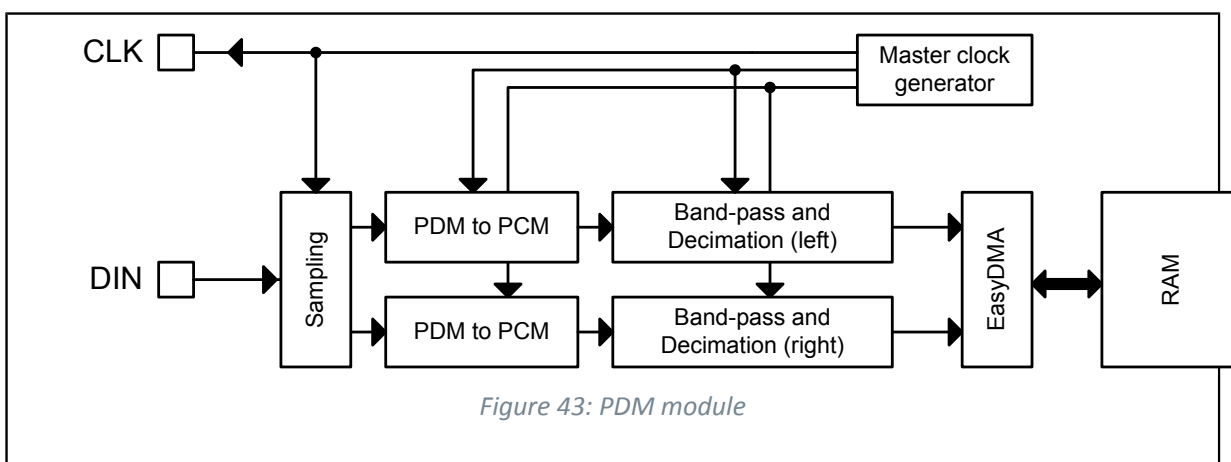 CLK
Master clock
generator
DIN
Sampling
PDM to PCM
Band-pass and
Decimation (left)
PDM to PCM
Band-pass and
Decimation (right)
EasyDMA
RAM
Figure 43: PDM module